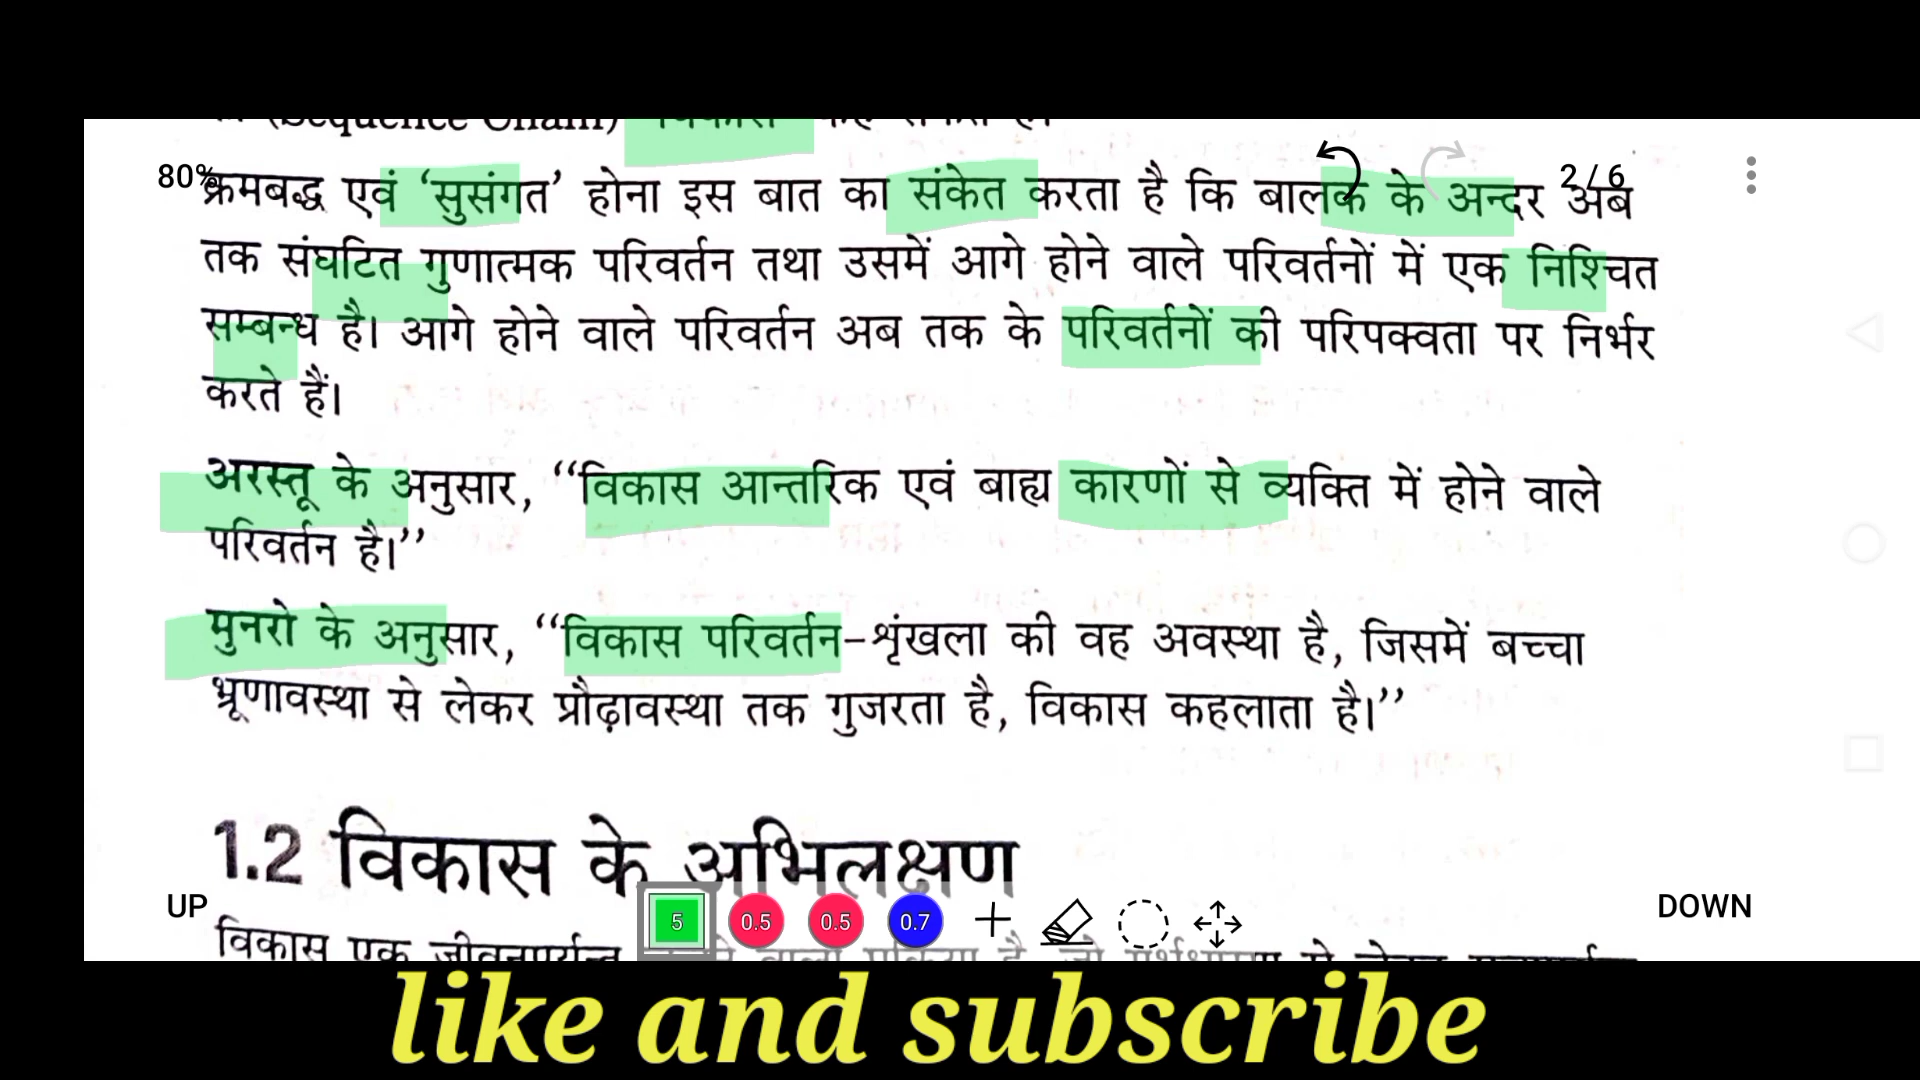 क्रमबद्ध एवं ‘सुसंगत’ होना इस बात का संकेत करता है कि बालक के अन्दर अब
80%
2 / 6
तक संघटित गुणात्मक परिवर्तन तथा उसमें आगे होने वाले परिवर्तनों में एक निश्चित
सम्बन्ध है। आगे होने वाले परिवर्तन अब तक के परिवर्तनों की परिपक्वता पर निर्भर
करते हैं।
अरस्तू के अनुसार, “विकास आन्तरिक एवं बाह्य कारणों से व्यक्ति में होने वाले
परिवर्तन है।”
मुनरो के अनुसार, “विकास परिवर्तन–शृंखला की वह अवस्था है, जिसमें बच्चा
भ्रूणावस्था से लेकर प्रौढ़ावस्था तक गुजरता है, विकास कहलाता है।”
1.2 विकास के अभिलक्षण
UP
5 0.5 0.5 0.7
DOWN
विकास एक जीवनपर्यन्त
like and subscribe